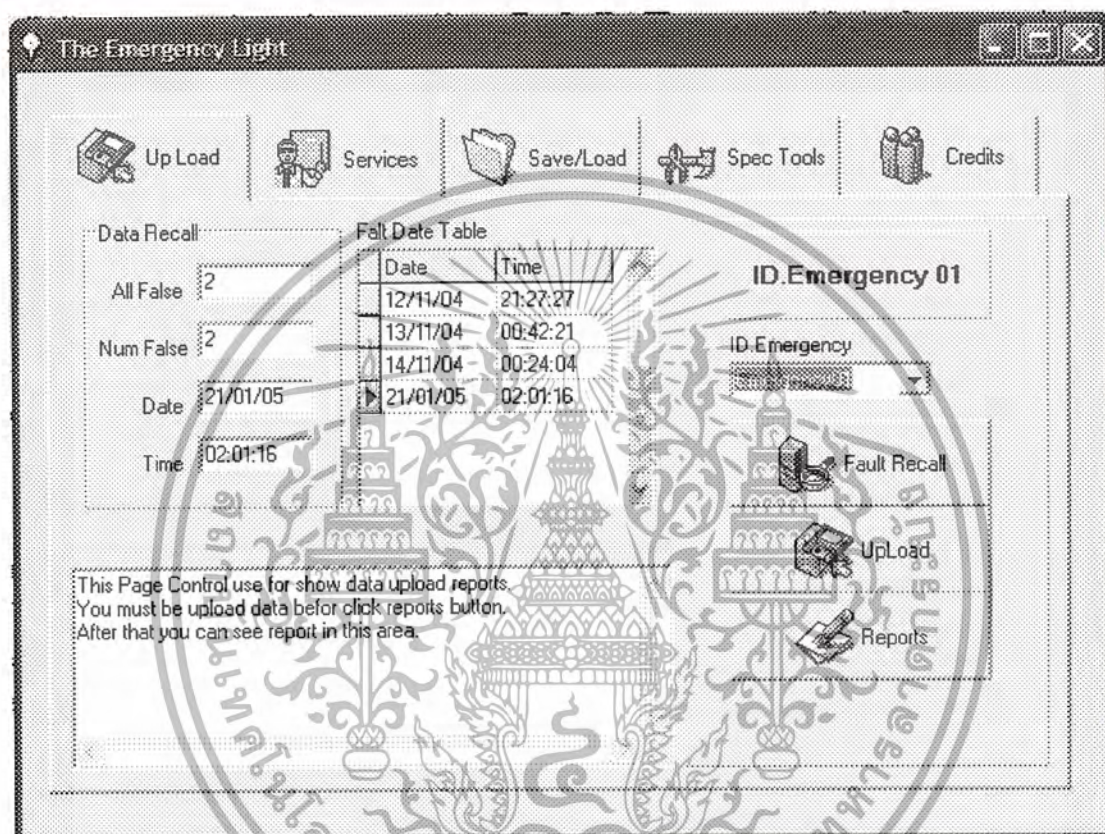 The Emergency Light
Up Load
Services
Save/Load
Spec Tools
Credits
Data Recall
All False 2
Num False 2
Date 21/01/05
Time 02:01:16
Falt Date Table
Date Time
12/11/04 21:27:27
13/11/04 00:42:21
14/11/04 00:24:04
21/01/05 02:01:16
ID.Emergency 01
ID.Emergency
Fault Recall
UpLoad
Reports
This Page Control use for show data upload reports.
You must be upload data befor click reports button.
After that you can see report in this area.